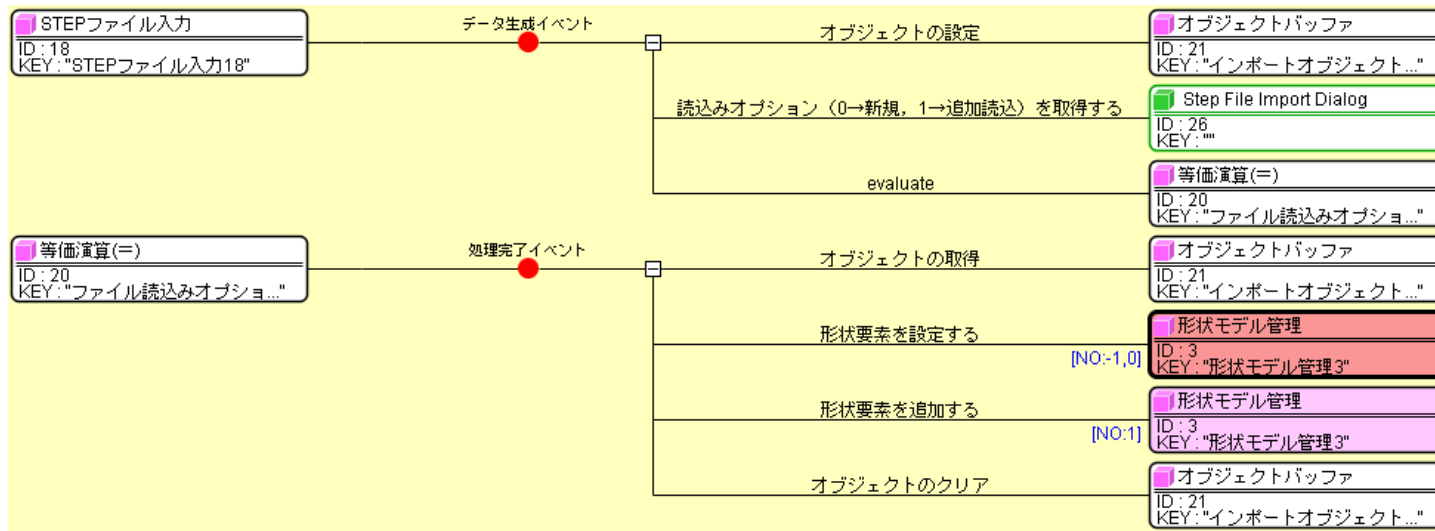 STEPファイル入力
ID : 18
KEY : "STEPファイル入力18"
データ生成イベント
オブジェクトの設定
オブジェクトバッファ
ID : 21
KEY : "インポートオブジェクト..."
読込みオプション（0→新規，1→追加読込）を取得する
Step File Import Dialog
ID : 26
KEY : ""
evaluate
等価演算(＝)
ID : 20
KEY : "ファイル読込みオプショ..."
等価演算(＝)
ID : 20
KEY : "ファイル読込みオプショ..."
処理完了イベント
オブジェクトの取得
オブジェクトバッファ
ID : 21
KEY : "インポートオブジェクト..."
形状要素を設定する
[NO:-1,0]
形状モデル管理
ID : 3
KEY : "形状モデル管理3"
形状要素を追加する
[NO:1]
形状モデル管理
ID : 3
KEY : "形状モデル管理3"
オブジェクトのクリア
オブジェクトバッファ
ID : 21
KEY : "インポートオブジェクト..."